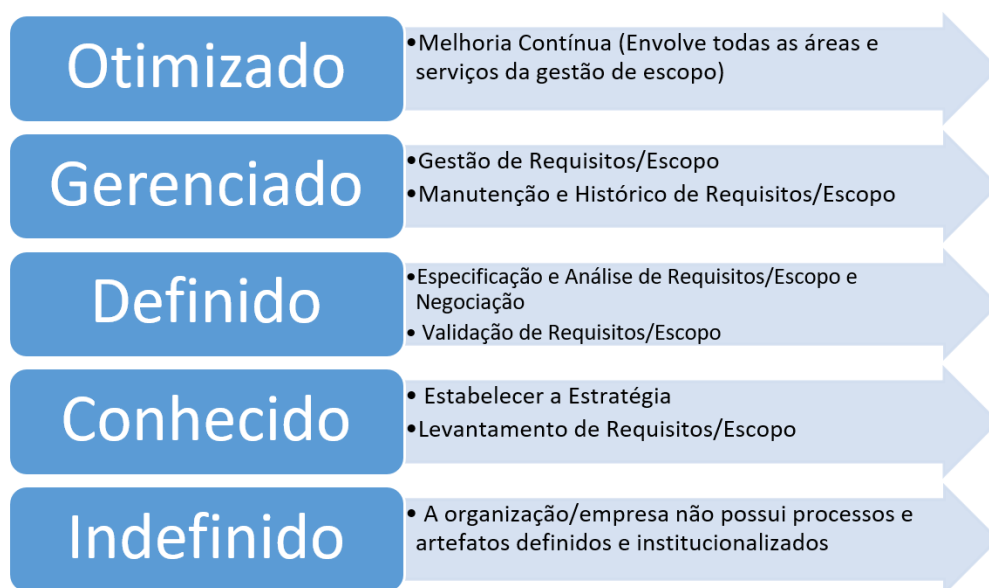 Otimizado
•Melhoria Contínua (Envolve todas as áreas e
serviços da gestão de escopo)
Gerenciado
•Gestão de Requisitos/Escopo
•Manutenção e Histórico de Requisitos/Escopo
Definido
•Especificação e Análise de Requisitos/Escopo e
Negociação
• Validação de Requisitos/Escopo
Conhecido
• Estabelecer a Estratégia
•Levantamento de Requisitos/Escopo
Indefinido
• A organização/empresa não possui processos e
artefatos definidos e institucionalizados